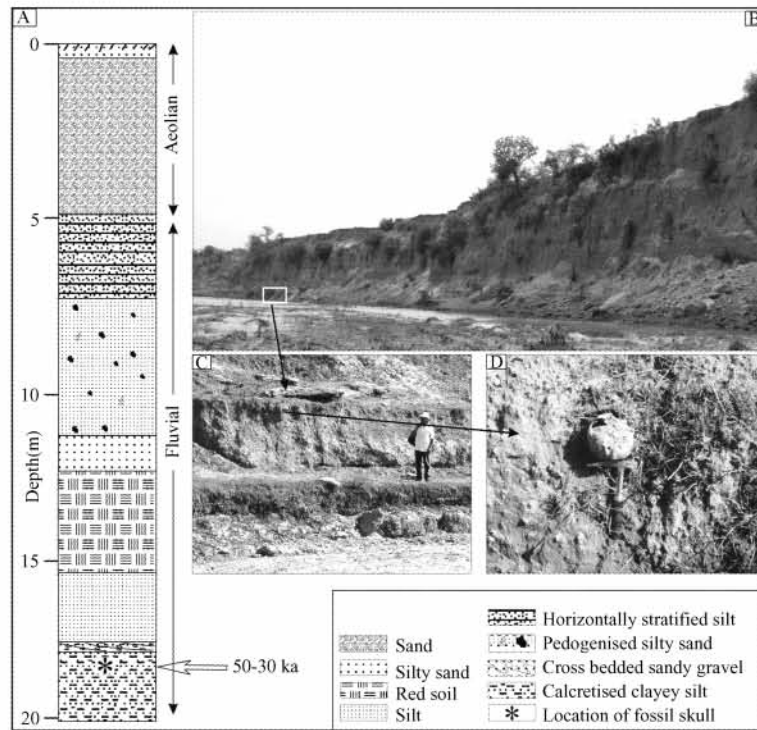 A
B
0
Aeolian
5
Fluvial
C
D
10
Depth(m)
15
50-30 ka
20
Sand
Silty sand
Red soil
Silt
Horizontally stratified silt
Pedogenised silty sand
Cross bedded sandy gravel
Calcretised clayey silt
Location of fossil skull